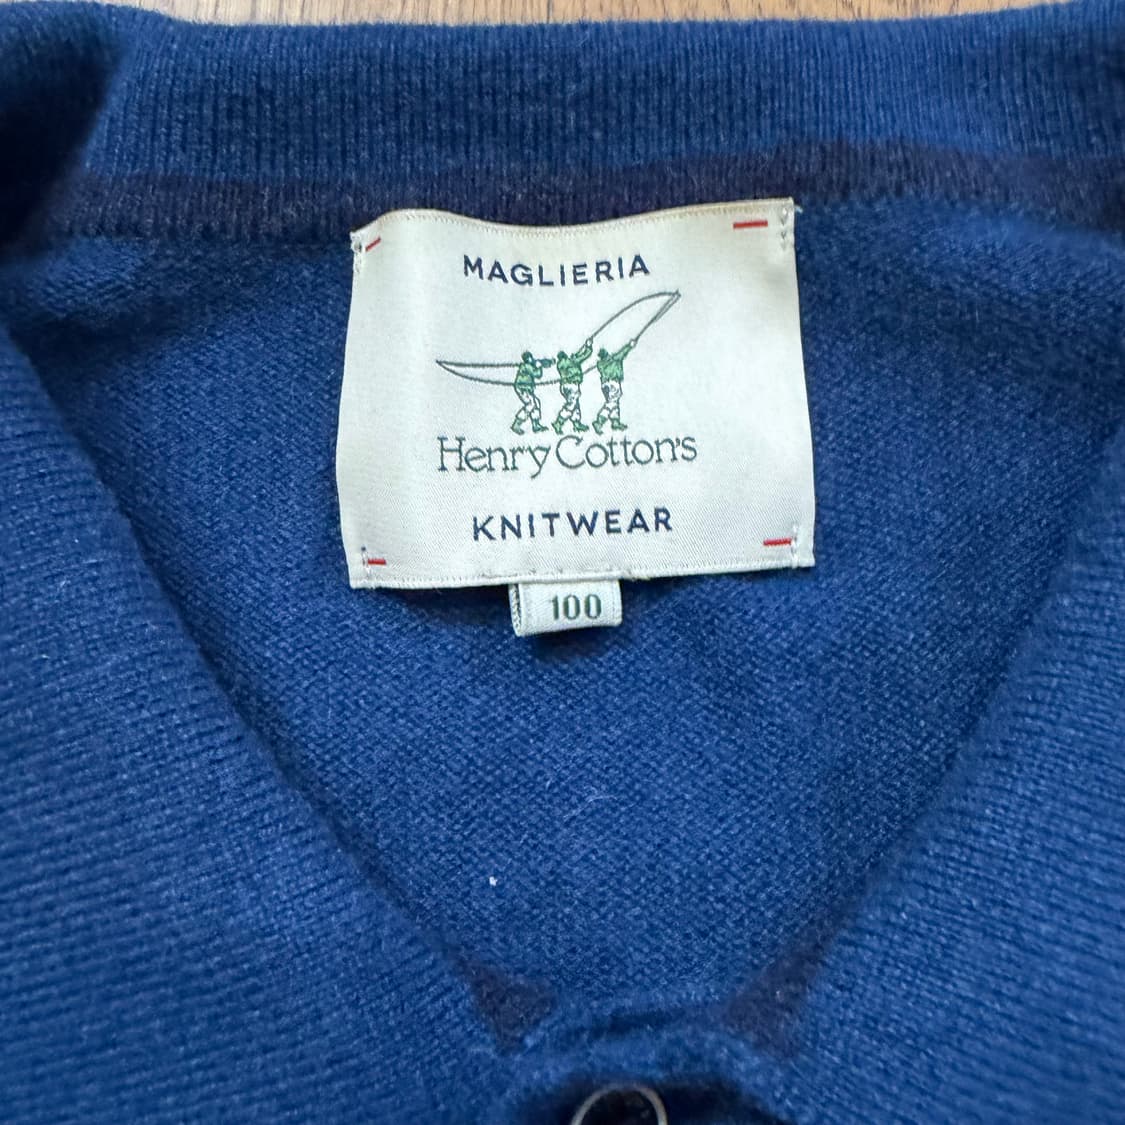 MAGLIERIA
Henry Cotton's
KNITWEAR
100